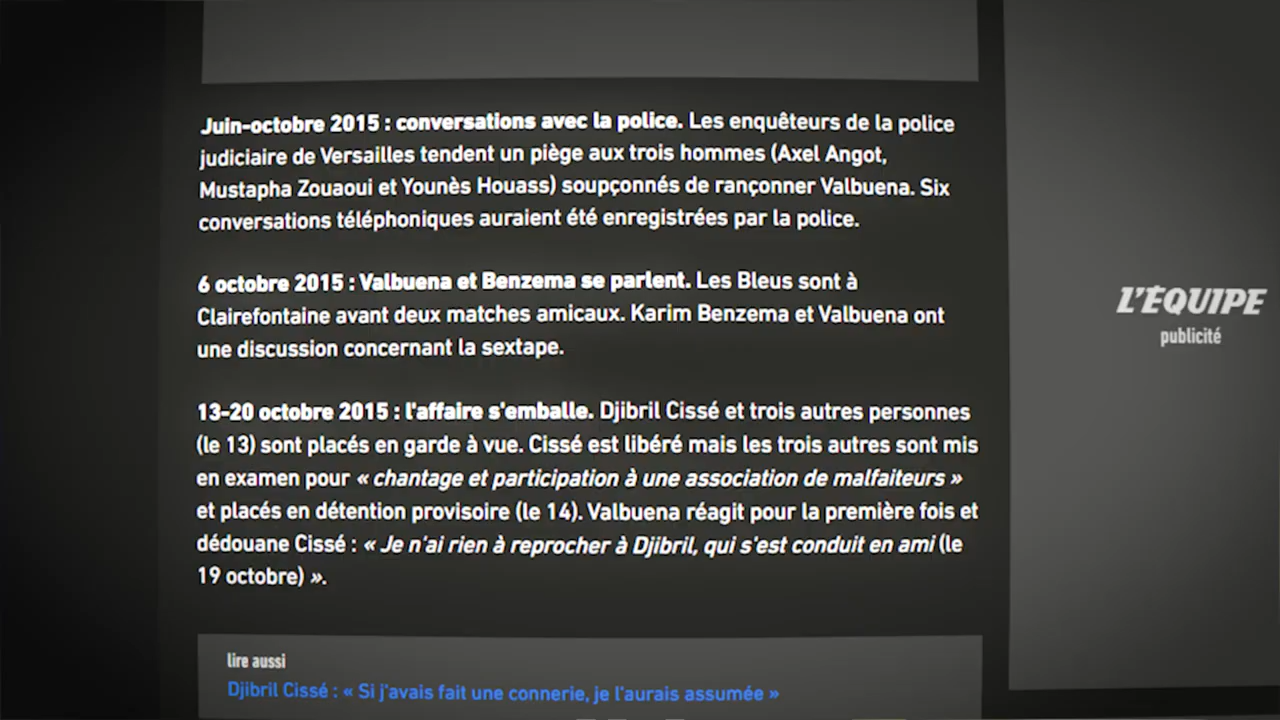 Juin-octobre 2015 : conversations avec la police. Les enquêteurs de la police
judiciaire de Versailles tendent un piège aux trois hommes (Axel Angot,
Mustapha Zouaoui et Younès Houass) soupçonnés de rançonner Valbuena. Six
conversations téléphoniques auraient été enregistrées par la police.
6 octobre 2015 : Valbuena et Benzema se parlent. Les Bleus sont à
Clairefontaine avant deux matches amicaux. Karim Benzema et Valbuena ont
une discussion concernant la sextape.
13-20 octobre 2015 : l'affaire s'emballe. Djibril Cissé et trois autres personnes
(le 13) sont placés en garde à vue. Cissé est libéré mais les trois autres sont mis
en examen pour « chantage et participation à une association de malfaiteurs »
et placés en détention provisoire (le 14). Valbuena réagit pour la première fois et
dédouane Cissé : « Je n'ai rien à reprocher à Djibril, qui s'est conduit en ami (le
19 octobre) ».
lire aussi
Djibril Cissé : « Si j'avais fait une connerie, je l'aurais assumée »
L'ÉQUIPE
publicité